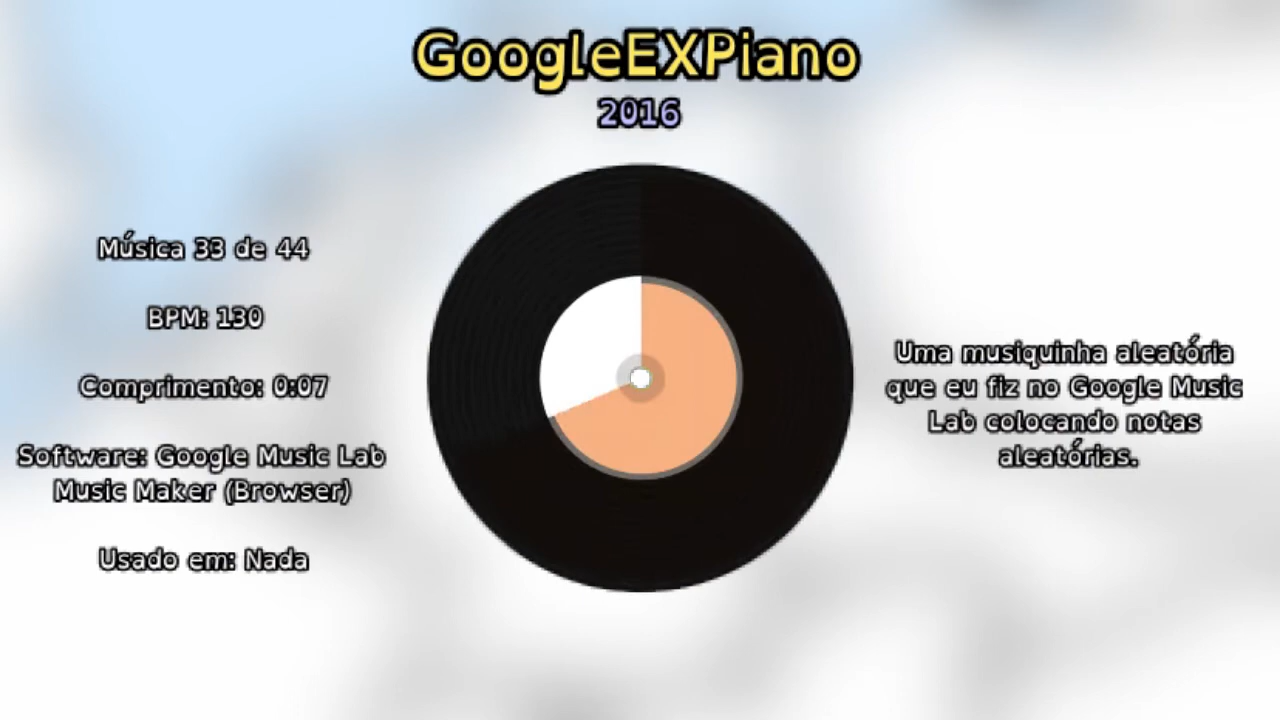 GoogleEXPiano
2016
Música 33 de 44
BPM: 130
Comprimento: 0:07
Software: Google Music Lab
Music Maker (Browser)
Usado em: Nada
Uma musiquinha aleatória
que eu fiz no Google Music
Lab colocando notas
aleatórias.